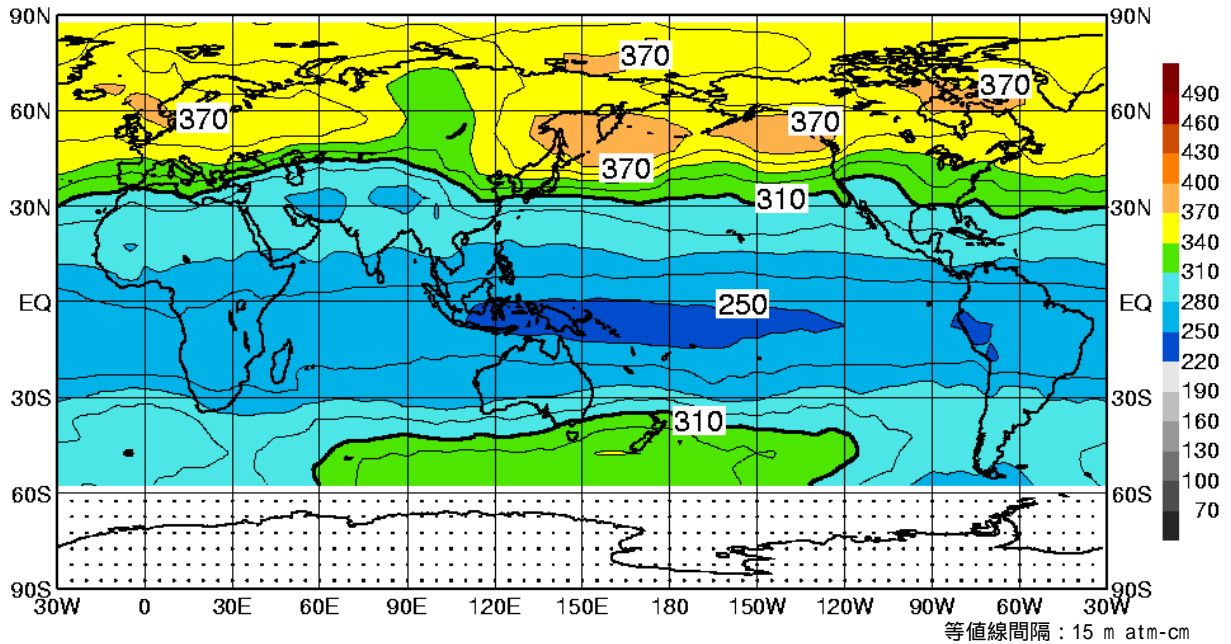 90N 90N
370 370
490
60N 370 370 60N
460
430
370
400
30N 310 30N
370
340
310
EQ 250 EQ
280
250
220
30S 30S
190
310
160
130
60S 60S
100
70
90S 90S
30W 0 30E 60E 90E 120E 150E 180 150W 120W 90W 60W 30W
等値線間隔：15 m atm-cm